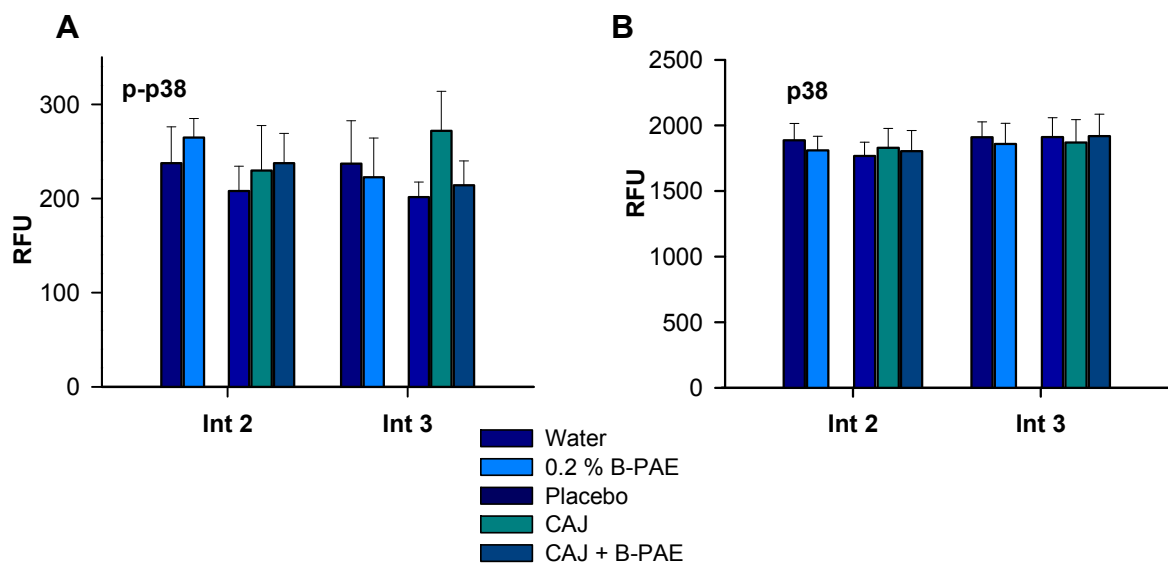 A
p-p38
300
200
100
0
RFU
Int 2
Int 3
B
p38
2500
2000
1500
1000
500
0
RFU
Int 2
Int 3
Water
0.2 % B-PAE
Placebo
CAJ
CAJ + B-PAE